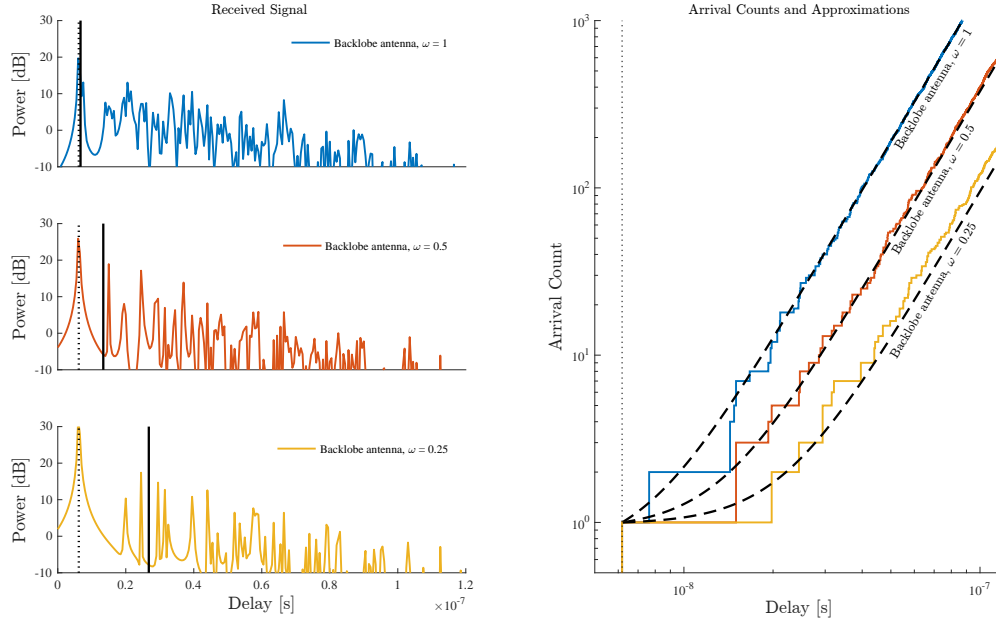 Received Signal
30
20
10
0
-10
Power [dB]
Backlobe antenna, ω = 1
30
20
10
0
-10
Power [dB]
Backlobe antenna, ω = 0.5
30
20
10
0
-10
Power [dB]
Backlobe antenna, ω = 0.25
0
0.2
0.4
0.6
0.8
1
1.2
Delay [s]
×10⁻⁷
Arrival Counts and Approximations
10³
10²
10¹
10⁰
Arrival Count
Backlobe antenna, ω = 1
Backlobe antenna, ω = 0.5
Backlobe antenna, ω = 0.25
10⁻⁸
10⁻⁷
Delay [s]